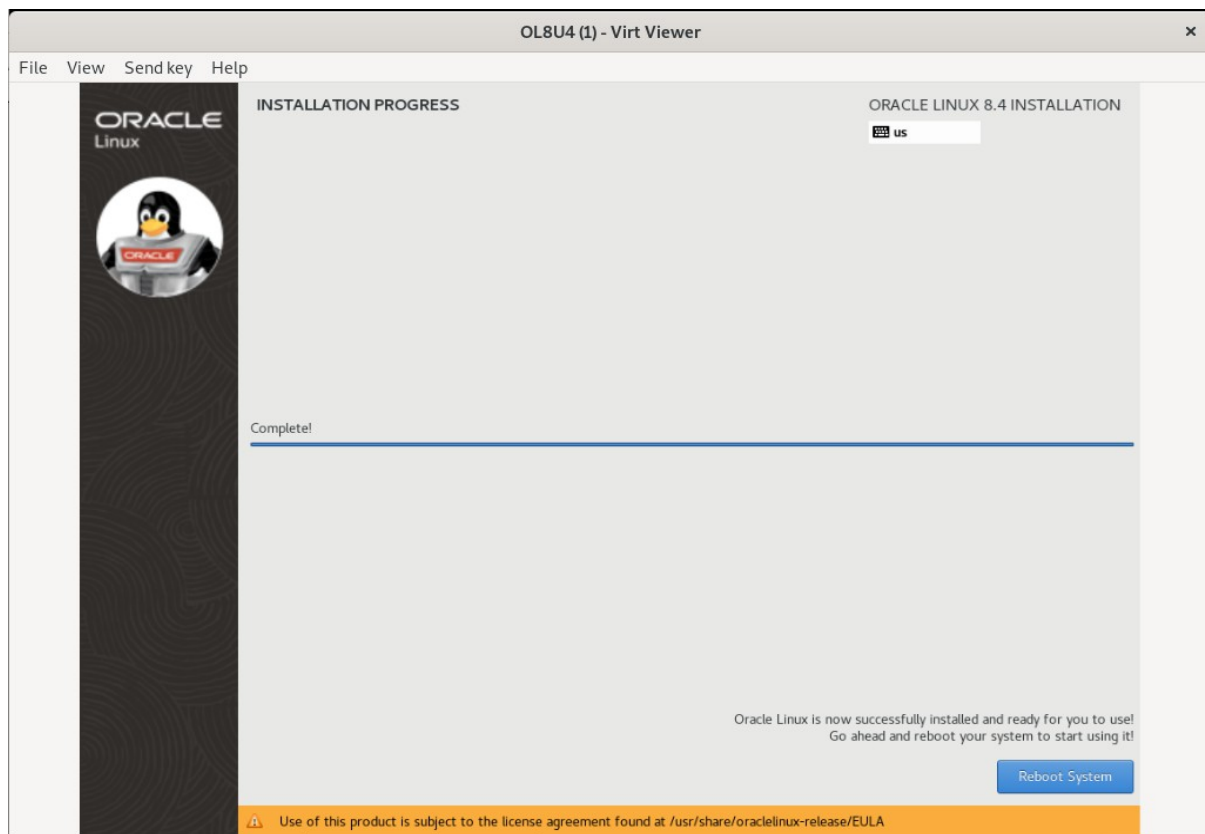 OL8U4 (1) - Virt Viewer
×
File View Send key Help
ORACLE
Linux
ORACLE
INSTALLATION PROGRESS
ORACLE LINUX 8.4 INSTALLATION
us
Complete!
Oracle Linux is now successfully installed and ready for you to use!
Go ahead and reboot your system to start using it!
Reboot System
Use of this product is subject to the license agreement found at /usr/share/oraclelinux-release/EULA